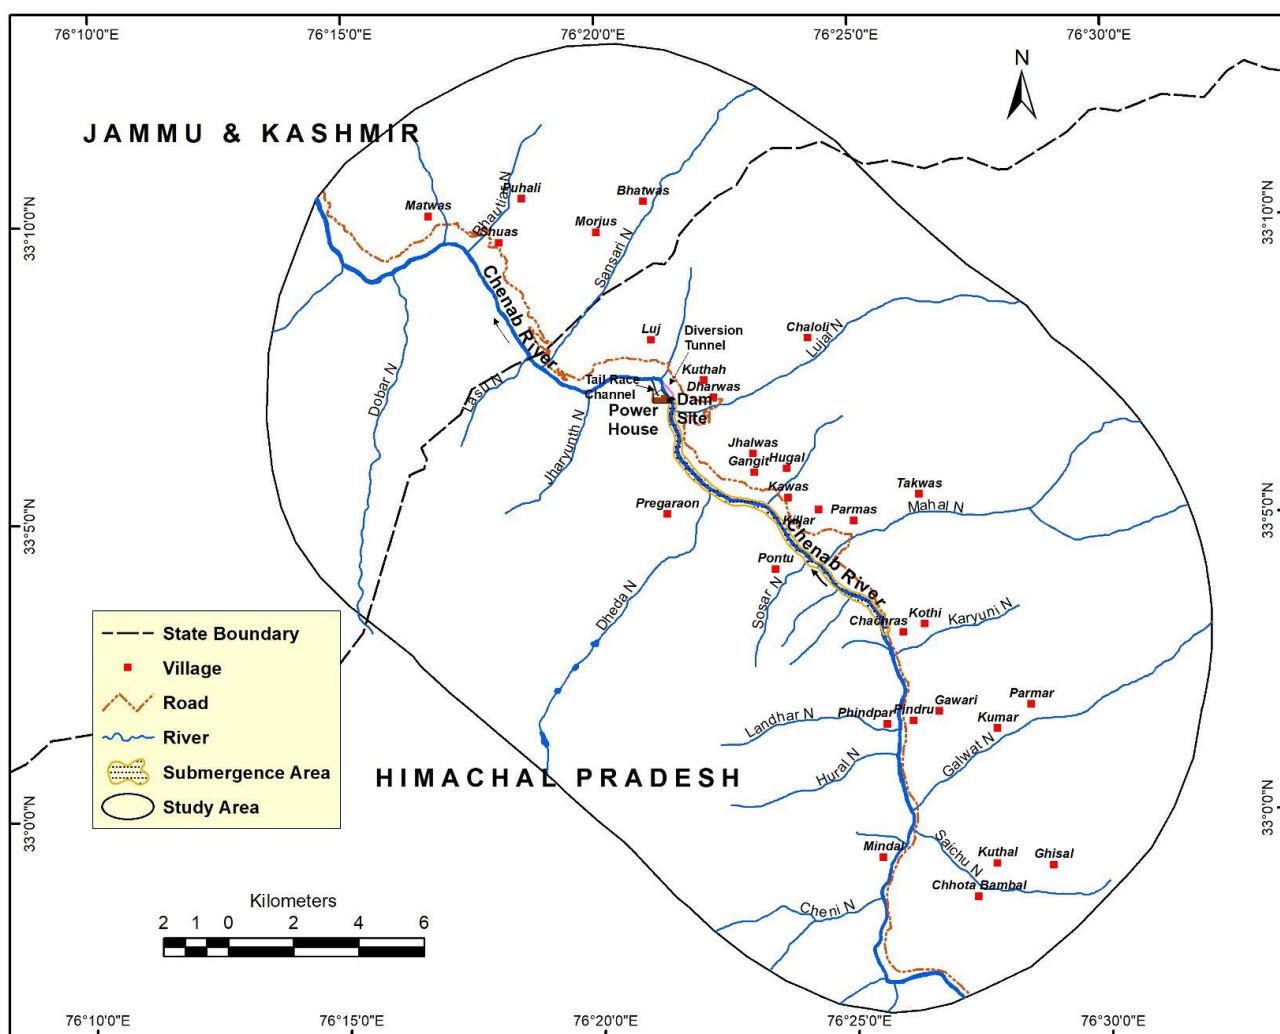 76°10'0"E
76°15'0"E
76°20'0"E
76°25'0"E
76°30'0"E
N
JAMMU & KASHMIR
33°10'0"N
33°10'0"N
Puhali
Bhatwas
Matwas
Phautiar N
Morjus
Shuas
Sansari N
Chenab River
Luj
Diversion
Tunnel
Chaloli
Lujai N
Kuthah
Tail Race
Channel
Dharwas
Dobar N
Lasu N
Power
House
Dam
Site
Jharyunth N
Jhalwas
Gangit
Hugal
Kawas
Takwas
Mahal N
Pregaraon
Killar
Parmas
33°5'0"N
33°5'0"N
Chenab River
Pontu
Sosar N
Dheda N
Chachras
Kothi
Karyuni N
State Boundary
Village
Road
River
Submergence Area
Study Area
Landhar N
Phindpar
Pindru
Gawari
Parmar
Kumar
Galwat N
Hural N
HIMACHAL PRADESH
33°0'0"N
33°0'0"N
Mindal
Saichu N
Kuthal
Ghisal
Chhota Bambal
Cheni N
Kilometers
2 1 0 2 4 6
76°10'0"E
76°15'0"E
76°20'0"E
76°25'0"E
76°30'0"E